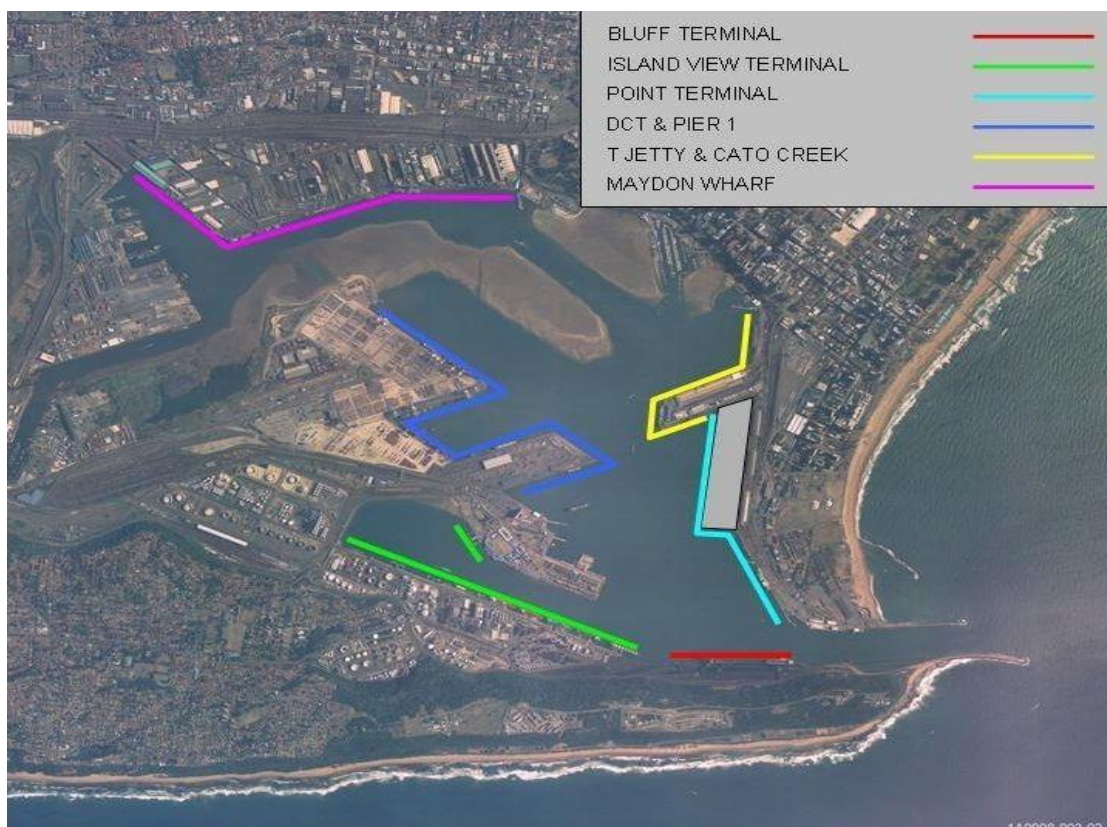 BLUFF TERMINAL
ISLAND VIEW TERMINAL
POINT TERMINAL
DCT & PIER 1
T JETTY & CATO CREEK
MAYDON WHARF